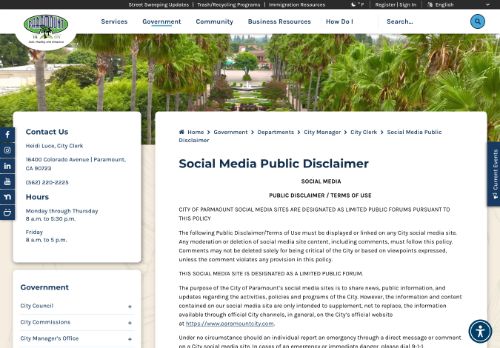 Street Sweeping Updates | Trash/Recycling Programs | Immigration Resources
° F | Register | Sign In | English
PARAMOUNT
Services Government Community Business Resources How Do I Search...
Contact Us
Heidi Luce, City Clerk
16400 Colorado Avenue | Paramount,
CA 90723
(562) 220-2225
Hours
Monday through Thursday
8 a.m. to 5:30 p.m.
Friday
8 a.m. to 5 p.m.
Government
City Council +
City Commissions +
City Manager's Office +
Home > Government > Departments > City Manager > City Clerk > Social Media Public
Disclaimer
Social Media Public Disclaimer
SOCIAL MEDIA
PUBLIC DISCLAIMER / TERMS OF USE
CITY OF PARMAOUNT SOCIAL MEDIA SITES ARE DESIGNATED AS LIMITED PUBLIC FORUMS PURSUANT TO
THIS POLICY
The following Public Disclaimer/Terms of Use must be displayed or linked on any City social media site.
Any moderation or deletion of social media site content, including comments, must follow this policy.
Comments may not be deleted solely for being critical of the City or based on viewpoints expressed,
unless the comment violates any provision in this policy.
THIS SOCIAL MEDIA SITE IS DESIGNATED AS A LIMITED PUBLIC FORUM.
The purpose of the City of Paramount's social media sites is to share news, public information, and
updates regarding the activities, policies and programs of the City. However, the information and content
contained on our social media site are only intended to supplement, not to replace, the information
available through official City channels, in general, on the City's official website
at https://www.paramountcity.com.
Under no circumstance should an individual report an emergency through a direct message or comment
on a City social media site. In cases of an emergency or immediate danger, please dial 9-1-1
Current Events